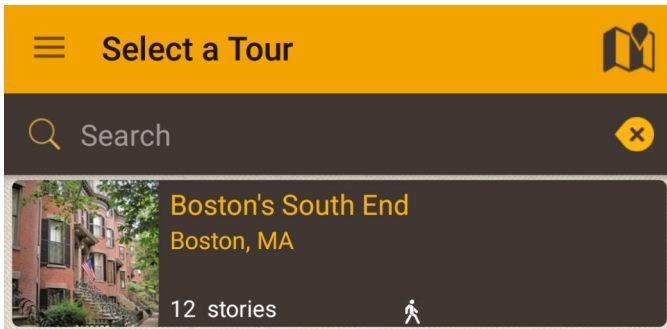 Select a Tour
Search
Boston's South End
Boston, MA
12 stories